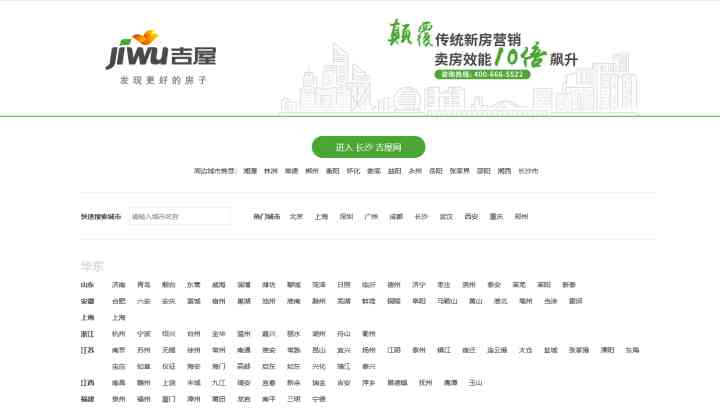 JIWU 吉屋
发现更好的房子
颠覆传统新房营销
卖房效能10倍飙升
咨询热线: 400-666-5522
进入 长沙 吉屋网
周边城市推荐: 湘潭 株洲 常德 郴州 衡阳 怀化 娄底 益阳 永州 岳阳 张家界 邵阳 湘西 长沙市
快速搜索城市 请输入城市名称 热门城市 北京 上海 深圳 广州 成都 长沙 武汉 西安 重庆 郑州
华东
山东 济南 青岛 烟台 东营 威海 淄博 潍坊 聊城 菏泽 日照 临沂 德州 济宁 枣庄 滨州 泰安 莱芜 莱阳 新泰
安徽 合肥 六安 安庆 宣城 宿州 巢湖 池州 淮南 滁州 芜湖 蚌埠 铜陵 阜阳 马鞍山 黄山 淮北 亳州 当涂
上海 上海
浙江 杭州 宁波 绍兴 台州 金华 温州 嘉兴 丽水 湖州 舟山 衢州
江苏 南京 苏州 无锡 徐州 常州 南通 淮安 常熟 昆山 宜兴 扬州 江阴 泰州 镇江 宿迁 连云港 太仓 盐城 张家港 溧阳 东海
宝应 如皋 仪征 海安 海门 高邮 启东 如东 兴化 靖江 泰兴
江西 南昌 赣州 上饶 丰城 九江 瑞安 宜春 新余 瑞金 吉安 萍乡 景德镇 抚州 鹰潭 玉山
福建 泉州 福州 厦门 漳州 莆田 龙岩 南平 三明 宁德